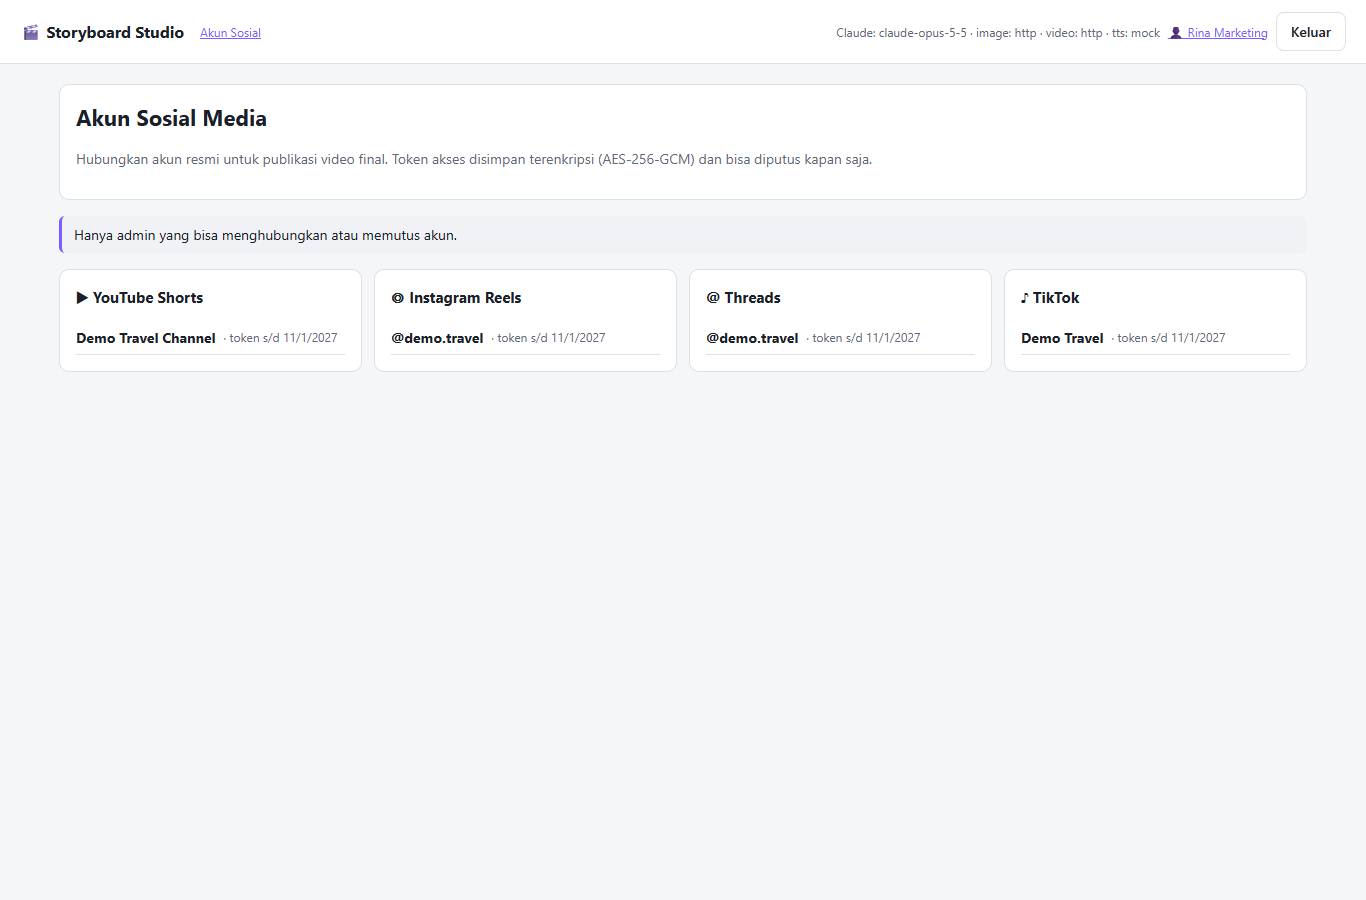 Storyboard Studio Akun Sosial Claude: claude-opus-5-5 · image: http · video: http · tts: mock Rina Marketing Keluar
Akun Sosial Media
Hubungkan akun resmi untuk publikasi video final. Token akses disimpan terenkripsi (AES-256-GCM) dan bisa diputus kapan saja.
Hanya admin yang bisa menghubungkan atau memutus akun.
▶ YouTube Shorts
Demo Travel Channel · token s/d 11/1/2027
◎ Instagram Reels
@demo.travel · token s/d 11/1/2027
@ Threads
@demo.travel · token s/d 11/1/2027
♪ TikTok
Demo Travel · token s/d 11/1/2027